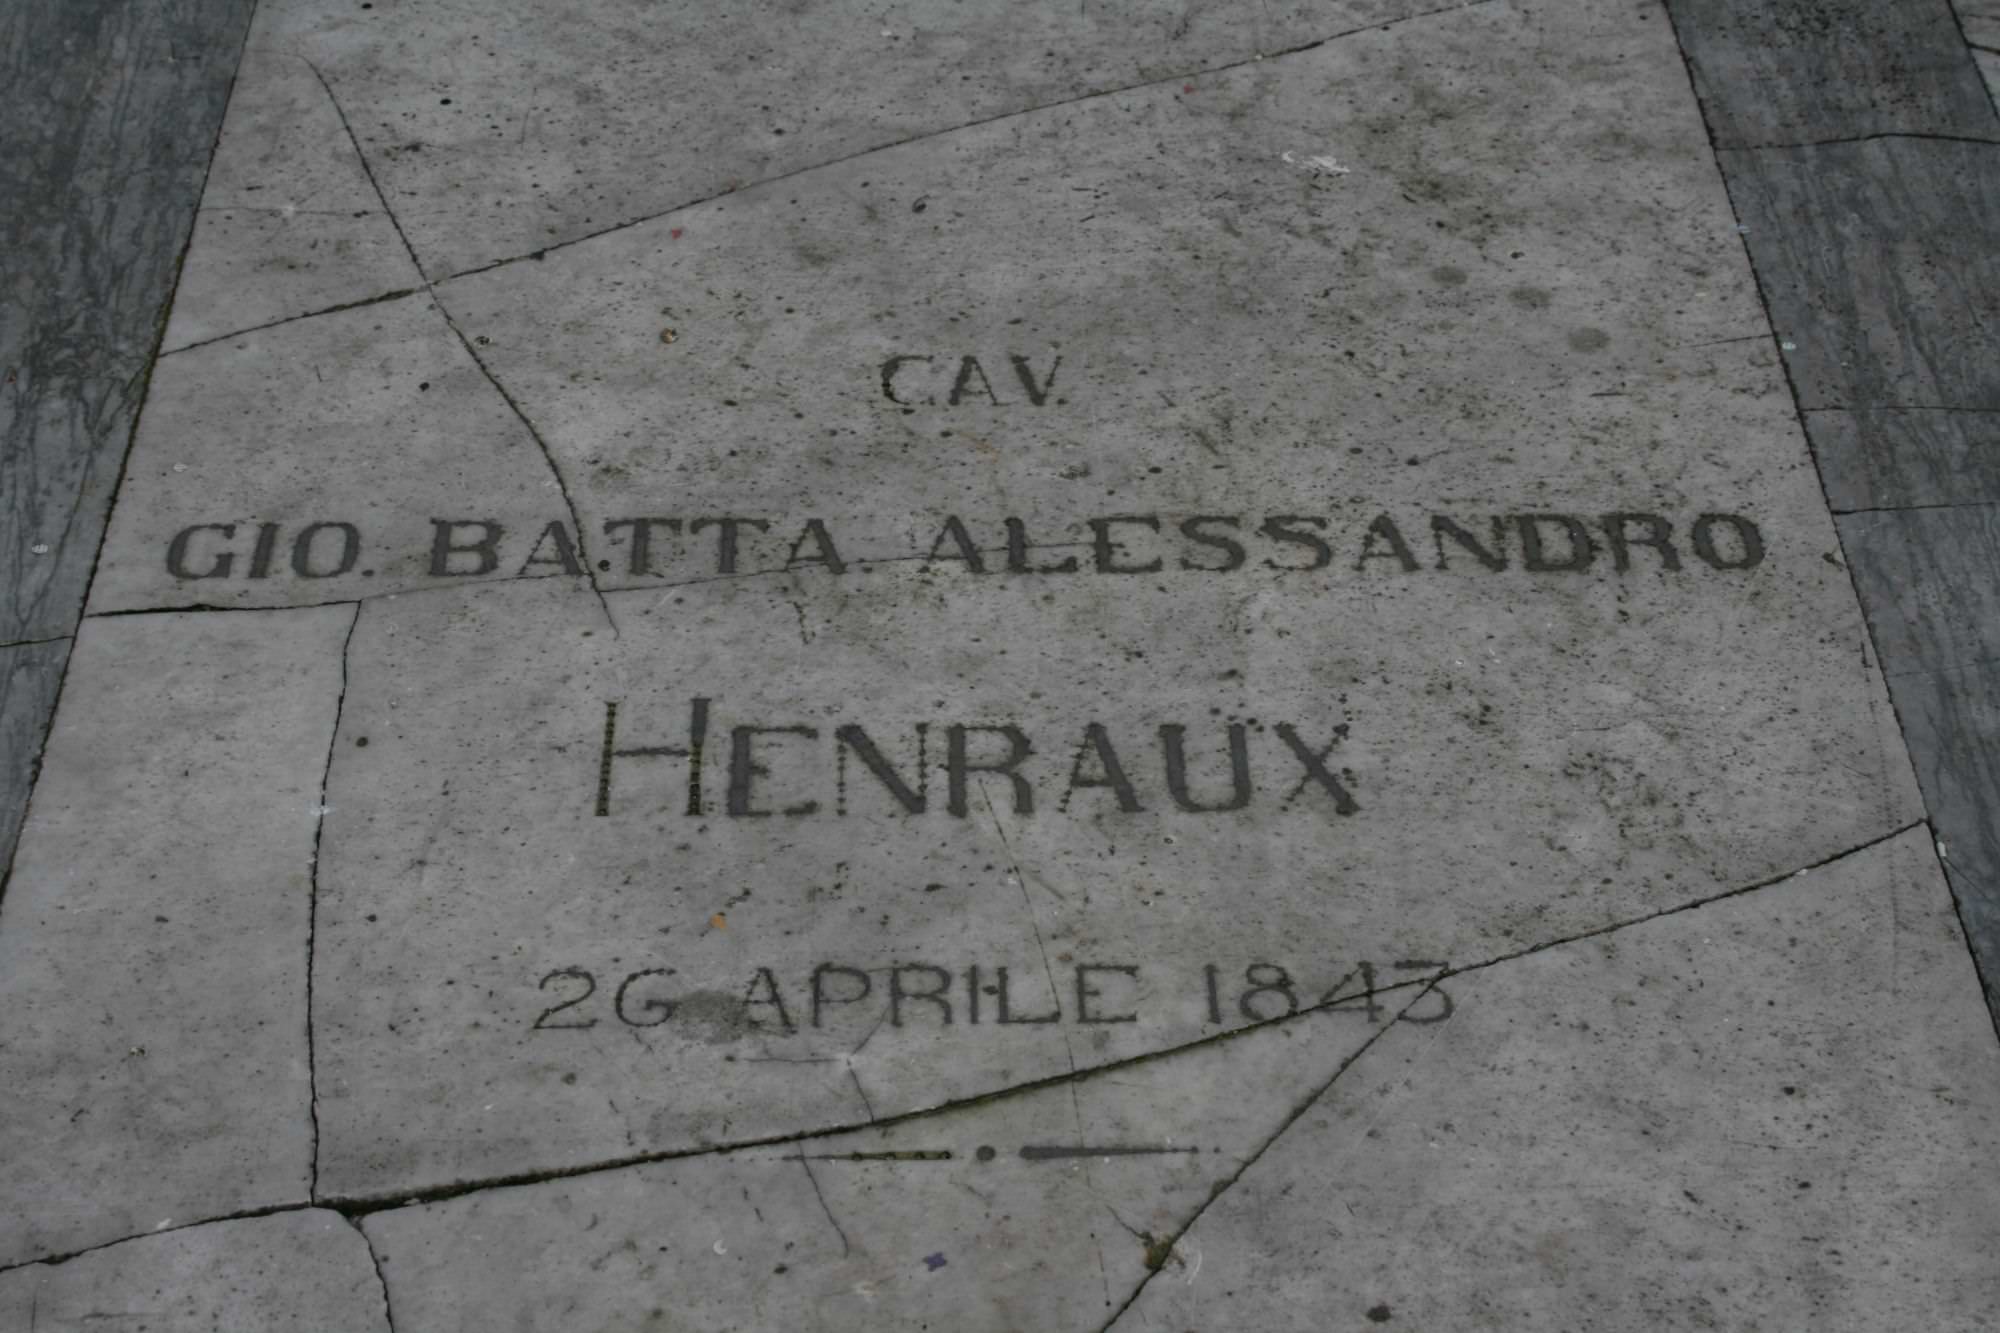 CAV.
GIO. BATTA. ALESSANDRO
HENRAUX
26 APRILE 1843